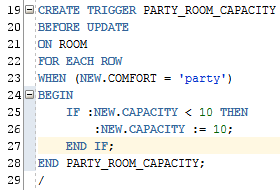 19 CREATE TRIGGER PARTY_ROOM_CAPACITY
20 BEFORE UPDATE
21 ON ROOM
22 FOR EACH ROW
23 WHEN (NEW.COMFORT = 'party')
24 BEGIN
25 IF :NEW.CAPACITY < 10 THEN
26 :NEW.CAPACITY := 10;
27 END IF;
28 END PARTY_ROOM_CAPACITY;
29 /